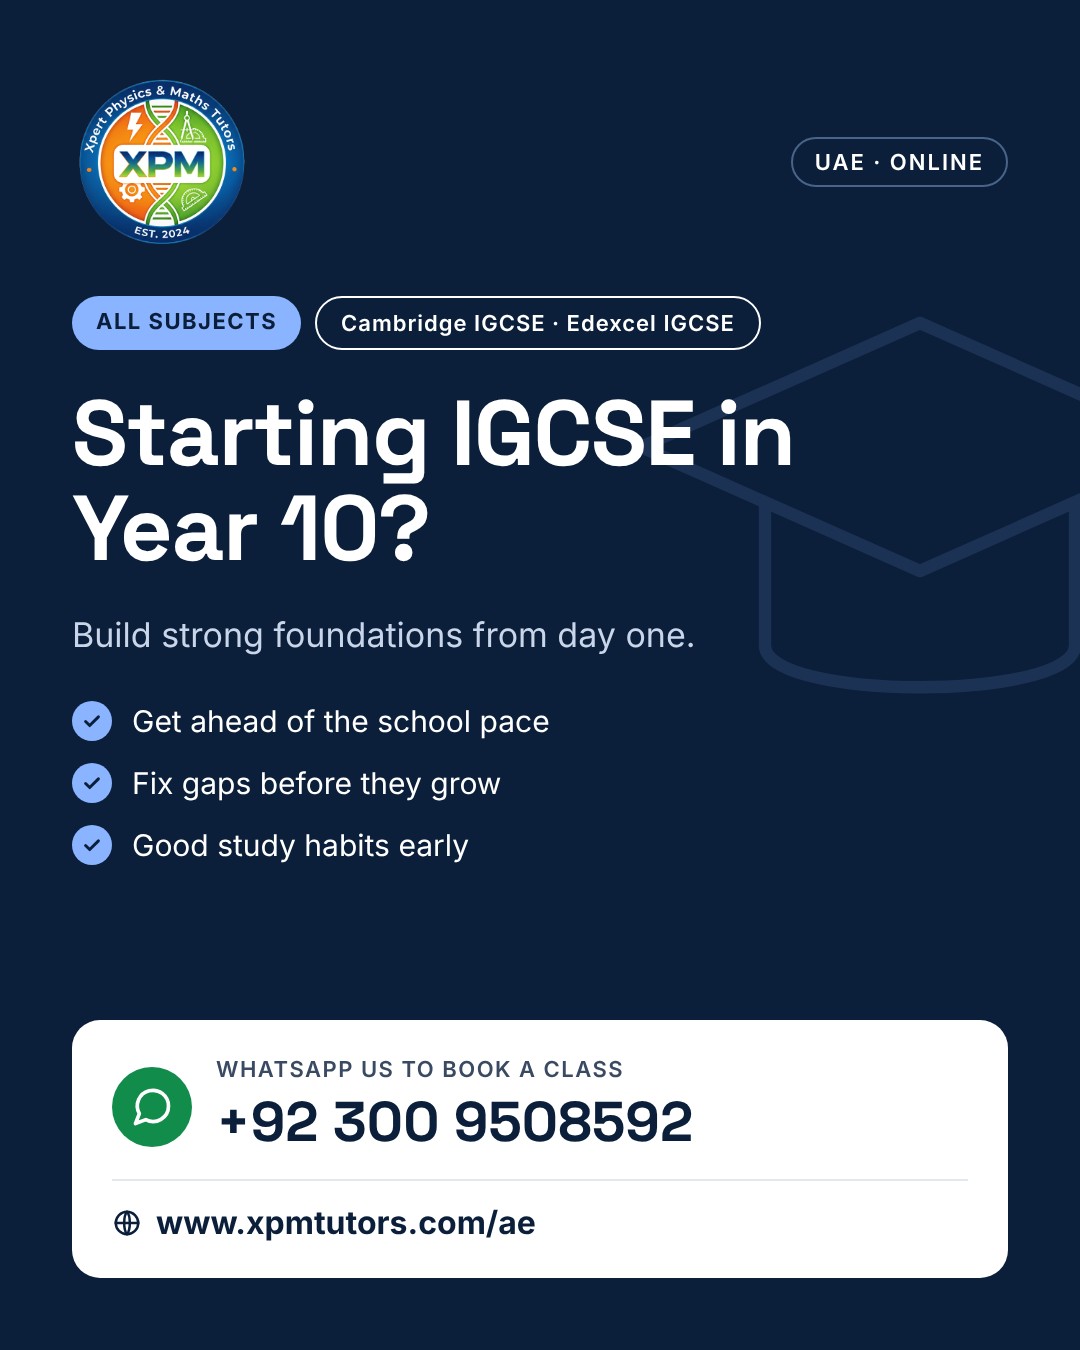 Xpert Physics & Maths Tutors
XPM
EST. 2024
UAE · ONLINE
ALL SUBJECTS
Cambridge IGCSE · Edexcel IGCSE
Starting IGCSE in
Year 10?
Build strong foundations from day one.
Get ahead of the school pace
Fix gaps before they grow
Good study habits early
WHATSAPP US TO BOOK A CLASS
+92 300 9508592
www.xpmtutors.com/ae